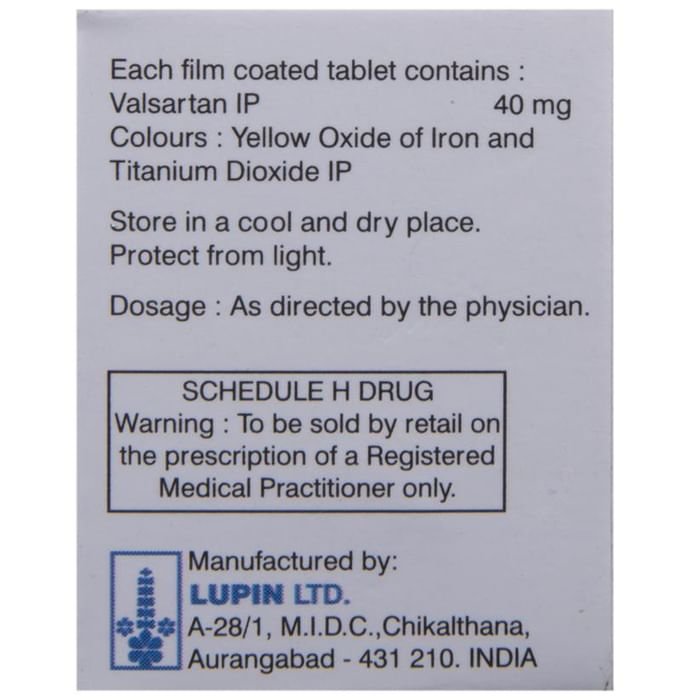 Each film coated tablet contains :
Valsartan IP 40 mg
Colours : Yellow Oxide of Iron and
Titanium Dioxide IP
Store in a cool and dry place.
Protect from light.
Dosage : As directed by the physician.
SCHEDULE H DRUG
Warning : To be sold by retail on
the prescription of a Registered
Medical Practitioner only.
Manufactured by:
LUPIN LTD.
A-28/1, M.I.D.C.,Chikalthana,
Aurangabad - 431 210. INDIA